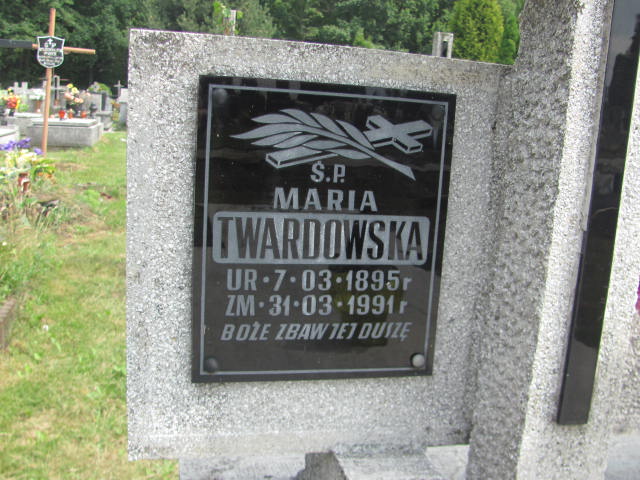 Ś.P.
MARIA
TWARDOWSKA
UR·7·03·1895r
ZM·31·03·1991r
BOŻE ZBAW JEJ DUSZĘ